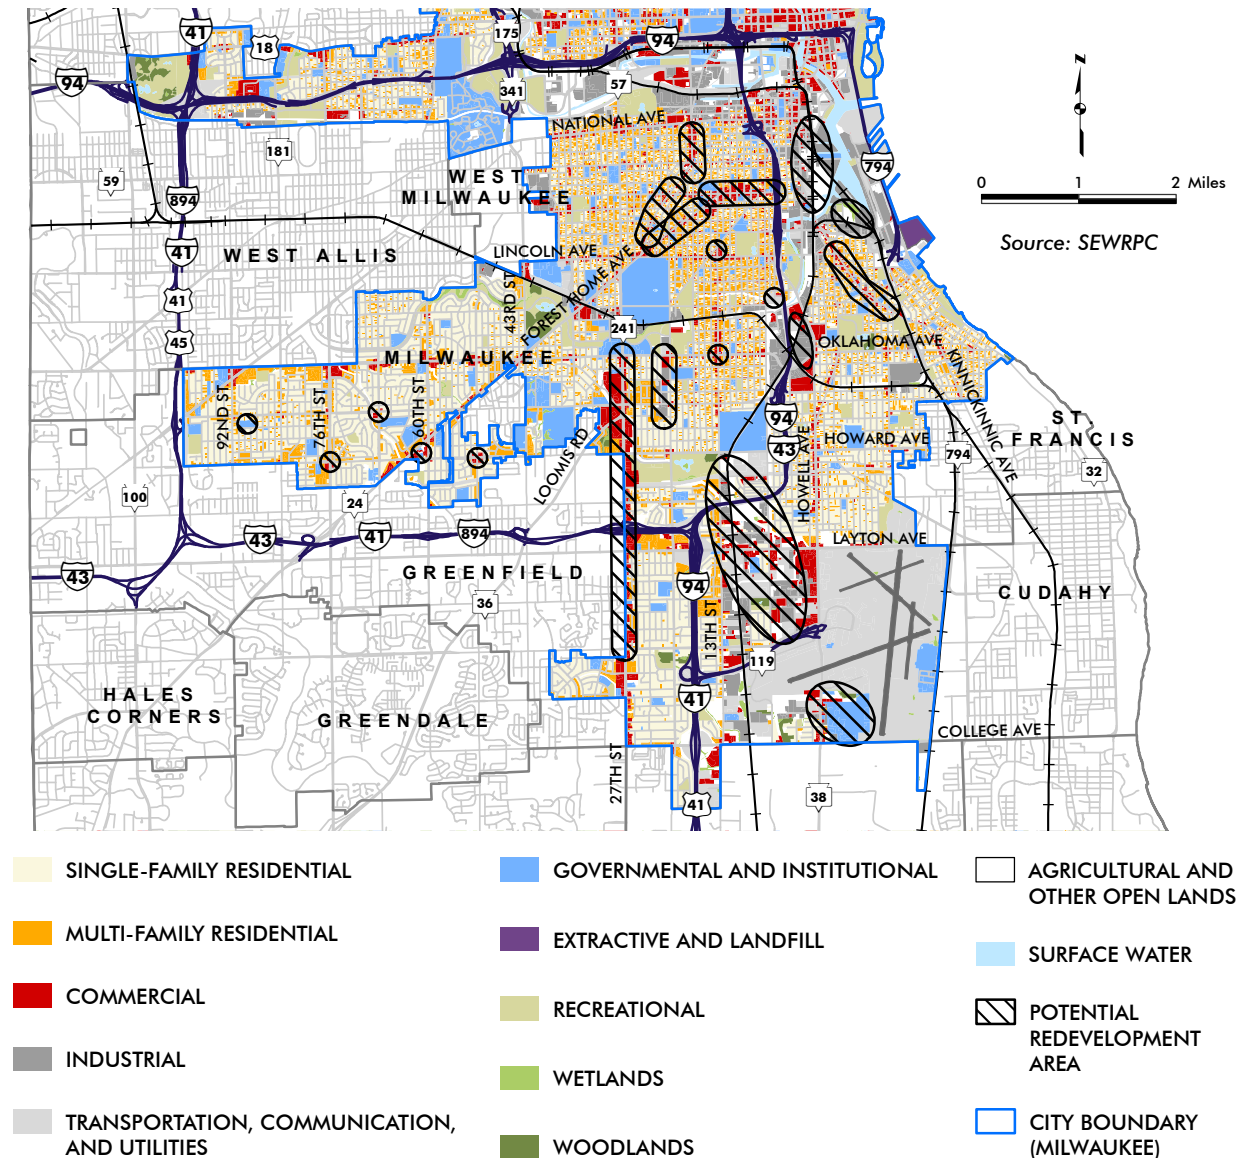 41
18
175
94
94
57
341
NATIONAL AVE
181
59
WEST
MILWAUKEE
794
894
0 1 2 Miles
Source: SEWRPC
41
WEST ALLIS
LINCOLN AVE
FOREST HOME AVE
43RD ST
41
45
241
MILWAUKEE
OKLAHOMA AVE
KINNICKINNIC AVE
92ND ST
76TH ST
60TH ST
94
43
HOWELL AVE
HOWARD AVE
ST.
FRANCIS
LOOMIS RD
794
32
100
24
43
41
894
LAYTON AVE
43
GREENFIELD
94
CUDAHY
36
13TH ST
119
HALES
CORNERS
GREENDALE
41
COLLEGE AVE
27TH ST
41
38
SINGLE-FAMILY RESIDENTIAL
MULTI-FAMILY RESIDENTIAL
COMMERCIAL
INDUSTRIAL
TRANSPORTATION, COMMUNICATION,
AND UTILITIES
GOVERNMENTAL AND INSTITUTIONAL
EXTRACTIVE AND LANDFILL
RECREATIONAL
WETLANDS
WOODLANDS
AGRICULTURAL AND
OTHER OPEN LANDS
SURFACE WATER
POTENTIAL
REDEVELOPMENT
AREA
CITY BOUNDARY
(MILWAUKEE)